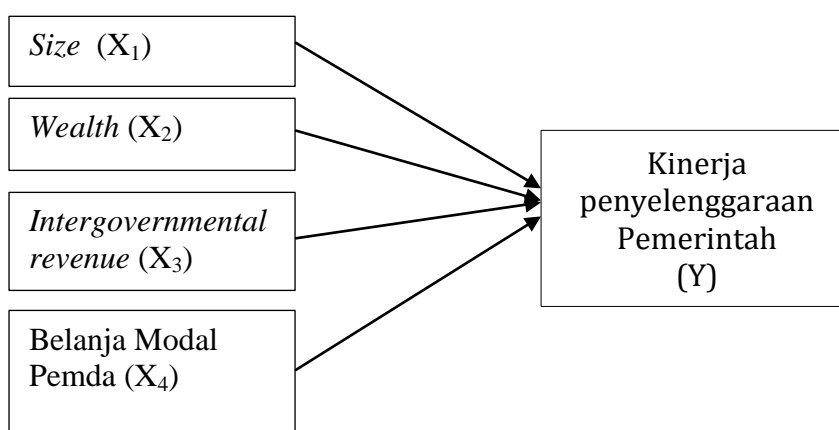 Size (X₁)
Wealth (X₂)
Intergovernmental
revenue (X₃)
Belanja Modal
Pemda (X₄)
Kinerja
penyelenggaraan
Pemerintah
(Y)